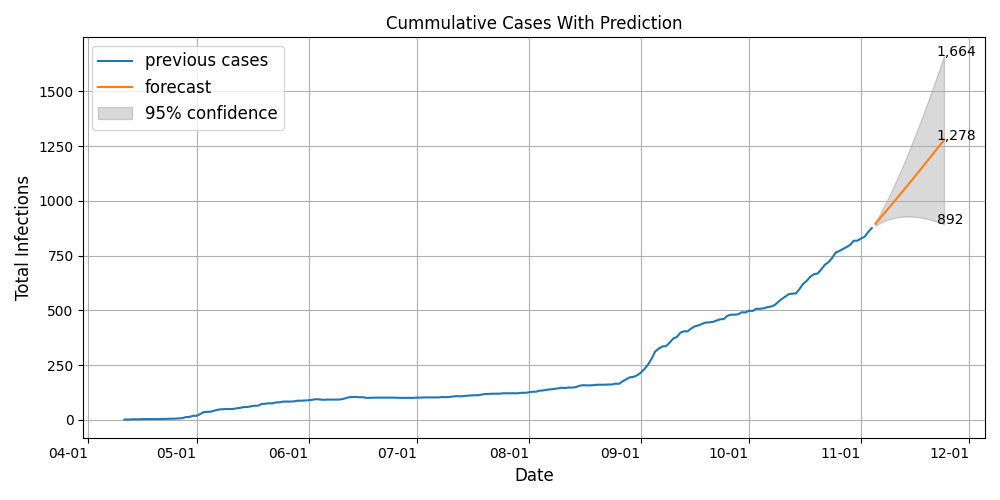 Cummulative Cases With Prediction
previous cases
forecast
95% confidence
1,664
1,278
892
Total Infections
1500
1250
1000
750
500
250
0
04-01 05-01 06-01 07-01 08-01 09-01 10-01 11-01 12-01
Date